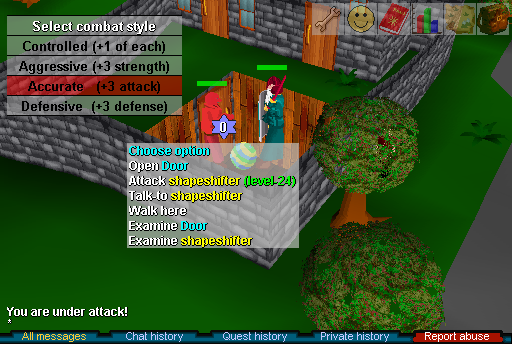 Select combat style
Controlled (+1 of each)
Aggressive (+3 strength)
Accurate (+3 attack)
Defensive (+3 defense)
0
Choose option
Open Door
Attack shapeshifter (level-24)
Talk-to shapeshifter
Walk here
Examine Door
Examine shapeshifter
You are under attack!
*
All messages
Chat history
Quest history
Private history
Report abuse